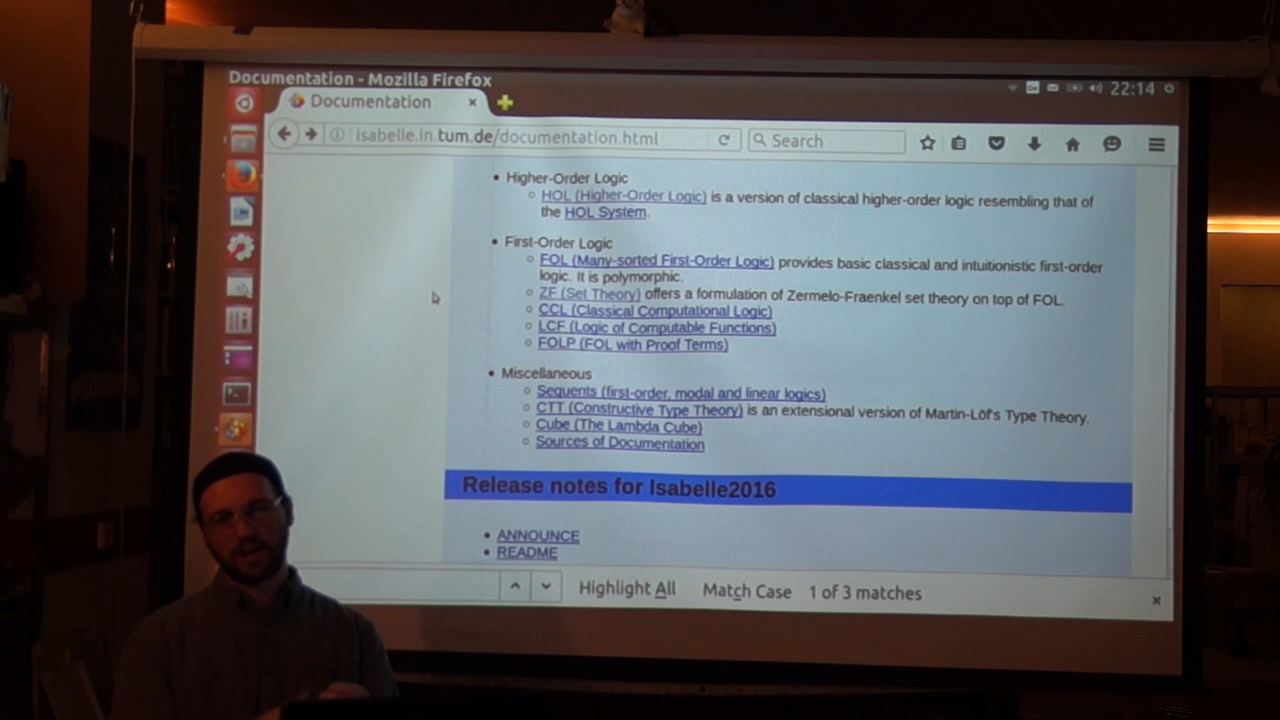 Documentation - Mozilla Firefox
22:14
Documentation
isabelle.in.tum.de/documentation.html
Search
Higher-Order Logic
HOL (Higher-Order Logic) is a version of classical higher-order logic resembling that of
the HOL System.
First-Order Logic
FOL (Many-sorted First-Order Logic) provides basic classical and intuitionistic first-order
logic. It is polymorphic.
ZF (Set Theory) offers a formulation of Zermelo-Fraenkel set theory on top of FOL.
CCL (Classical Computational Logic)
LCF (Logic of Computable Functions)
FOLP (FOL with Proof Terms)
Miscellaneous
Sequents (first-order, modal and linear logics)
CTT (Constructive Type Theory) is an extensional version of Martin-Löf's Type Theory.
Cube (The Lambda Cube)
Sources of Documentation
Release notes for Isabelle2016
ANNOUNCE
README
Highlight All Match Case 1 of 3 matches